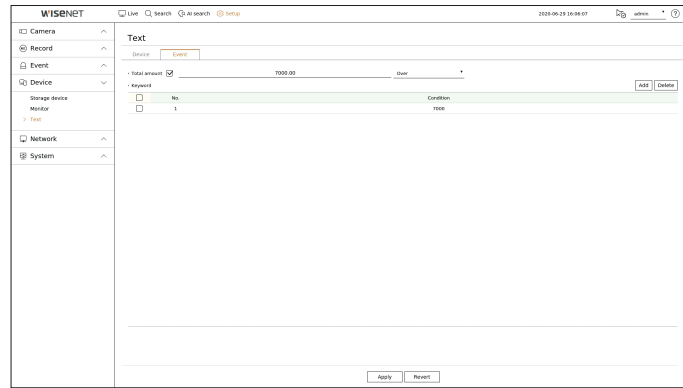 WISENET
Live Search AI search Setup 2020-06-29 16:06:07 admin ?
Camera
Record
Event
Device
Storage device
Monitor
> Text
Network
System
Text
Device Event
• Total amount 7000.00 Over
• Keyword Add Delete
No. Condition
1 7000
Apply Revert